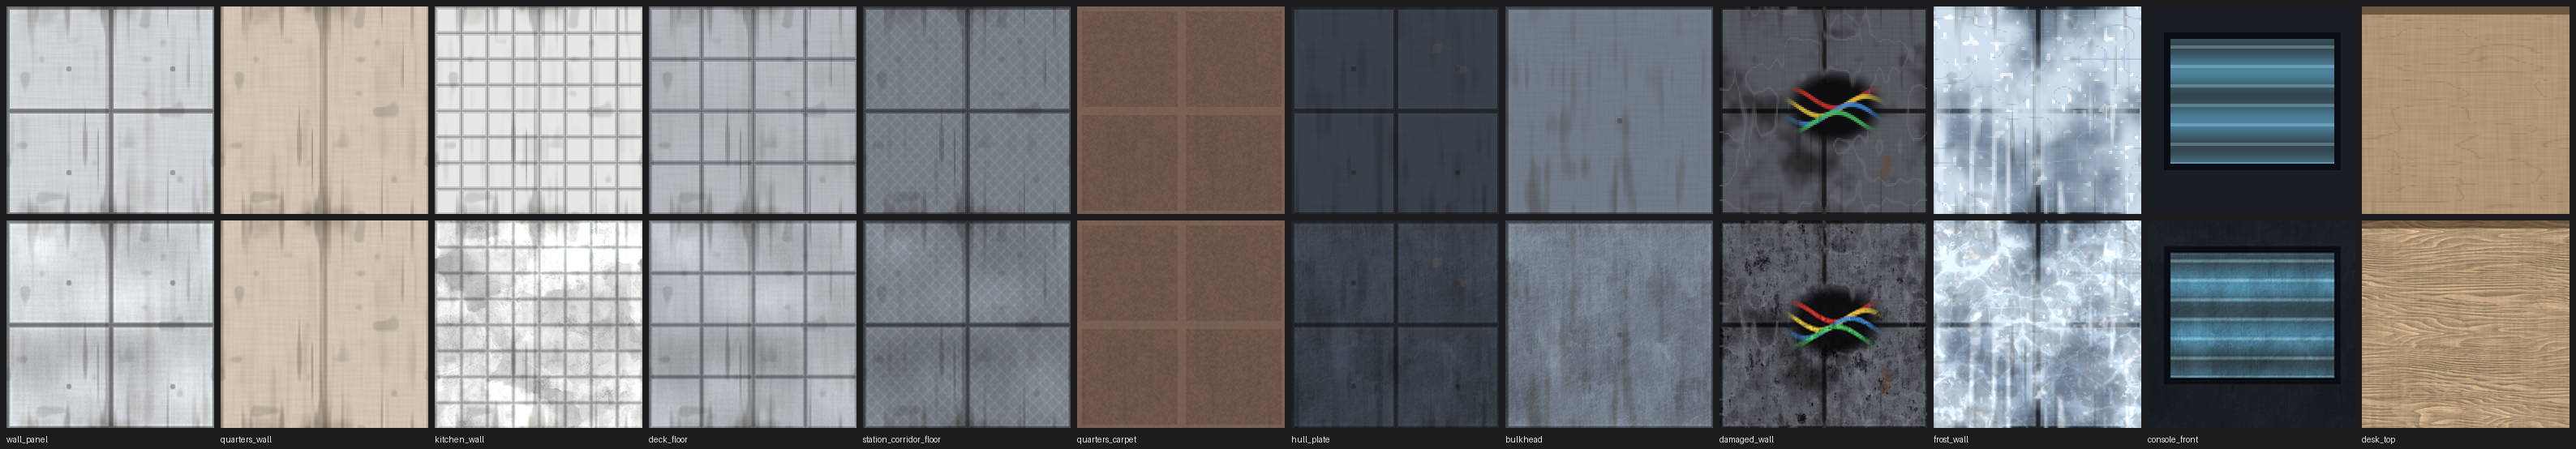 wall_panel
quarters_wall
kitchen_wall
deck_floor
station_corridor_floor
quarters_carpet
hull_plate
bulkhead
damaged_wall
frost_wall
console_front
desk_top